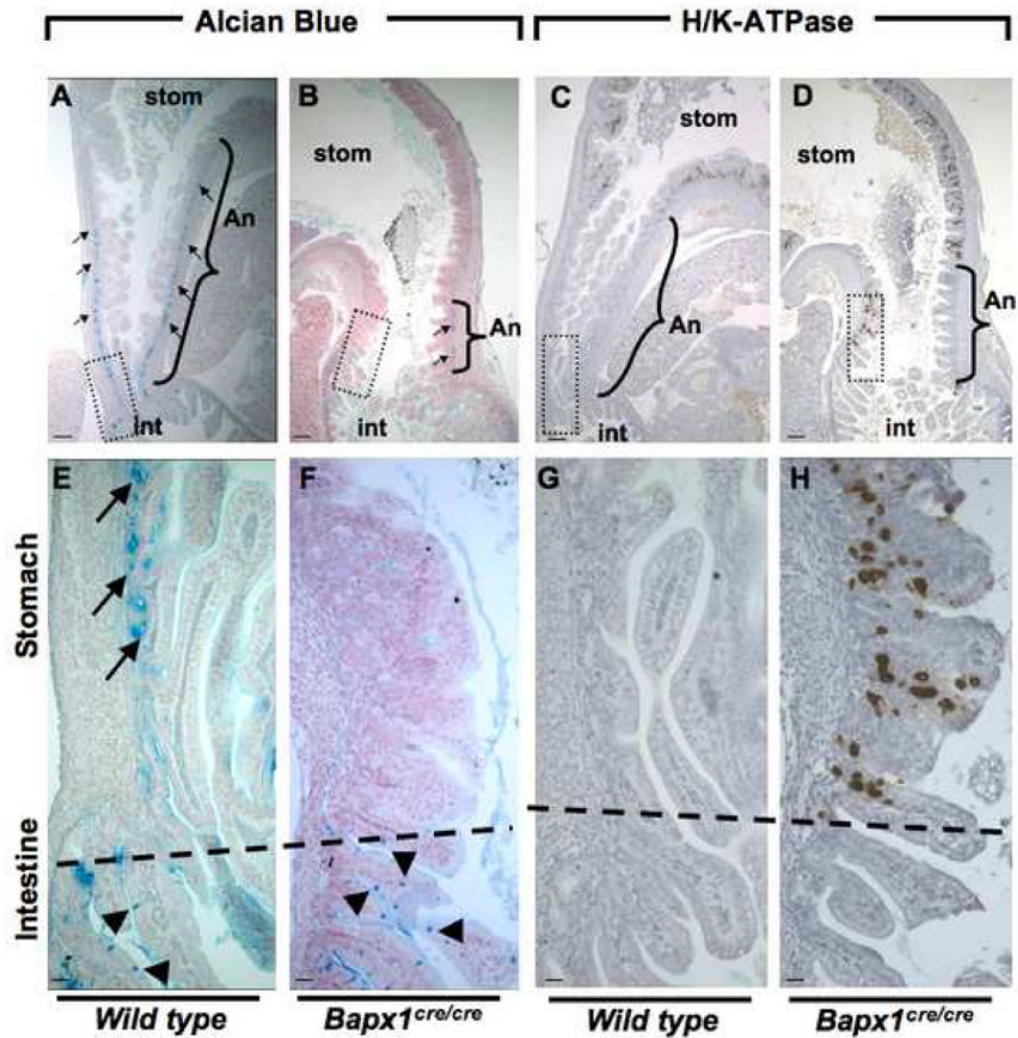 Alcian Blue H/K-ATPase
A stom An int
B stom An int
C stom An int
D stom An int
Stomach
E F G H
Intestine
Wild type Bapx1cre/cre Wild type Bapx1cre/cre